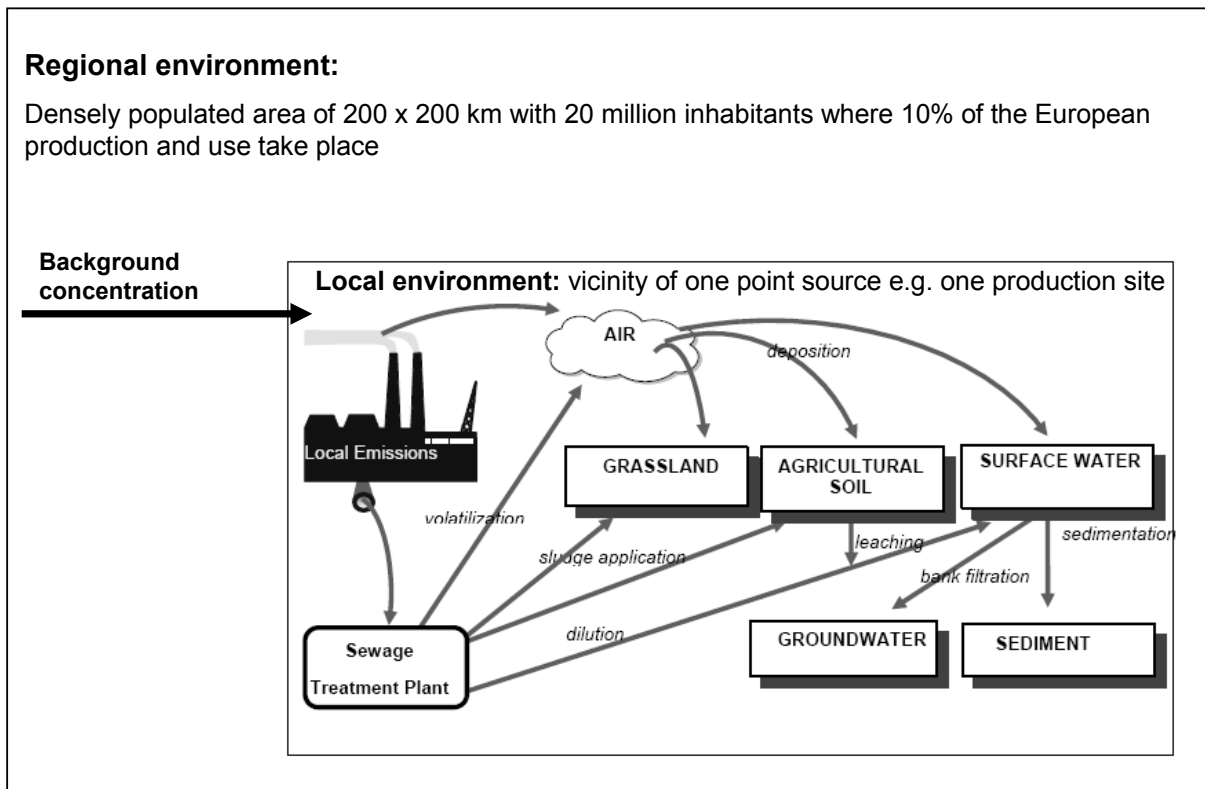 Regional environment:
Densely populated area of 200 x 200 km with 20 million inhabitants where 10% of the European
production and use take place
Background
concentration
Local environment: vicinity of one point source e.g. one production site
AIR
deposition
Local Emissions
GRASSLAND
AGRICULTURAL
SOIL
SURFACE WATER
volatilization
sludge application
leaching
sedimentation
bank filtration
dilution
Sewage
Treatment Plant
GROUNDWATER
SEDIMENT